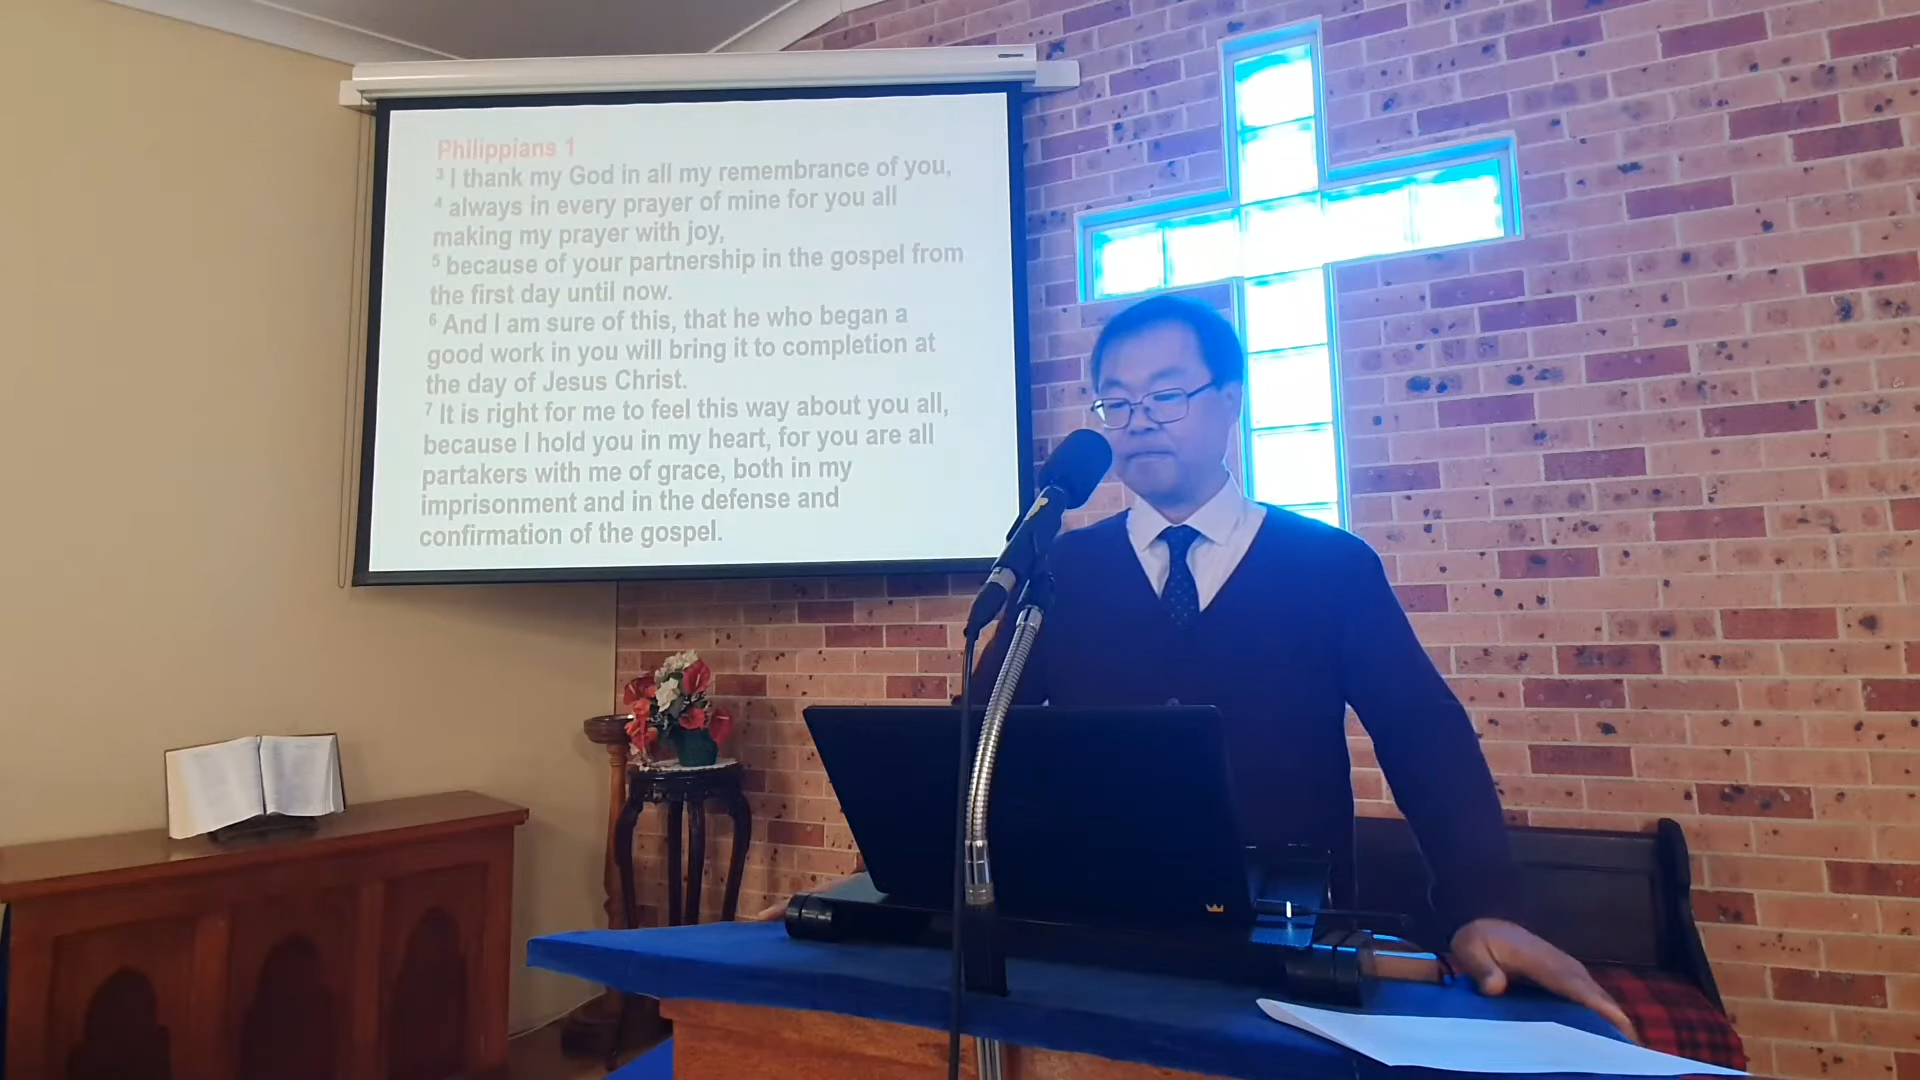 Philippians 1
3 I thank my God in all my remembrance of you,
4 always in every prayer of mine for you all
making my prayer with joy,
5 because of your partnership in the gospel from
the first day until now.
6 And I am sure of this, that he who began a
good work in you will bring it to completion at
the day of Jesus Christ.
7 It is right for me to feel this way about you all,
because I hold you in my heart, for you are all
partakers with me of grace, both in my
imprisonment and in the defense and
confirmation of the gospel.